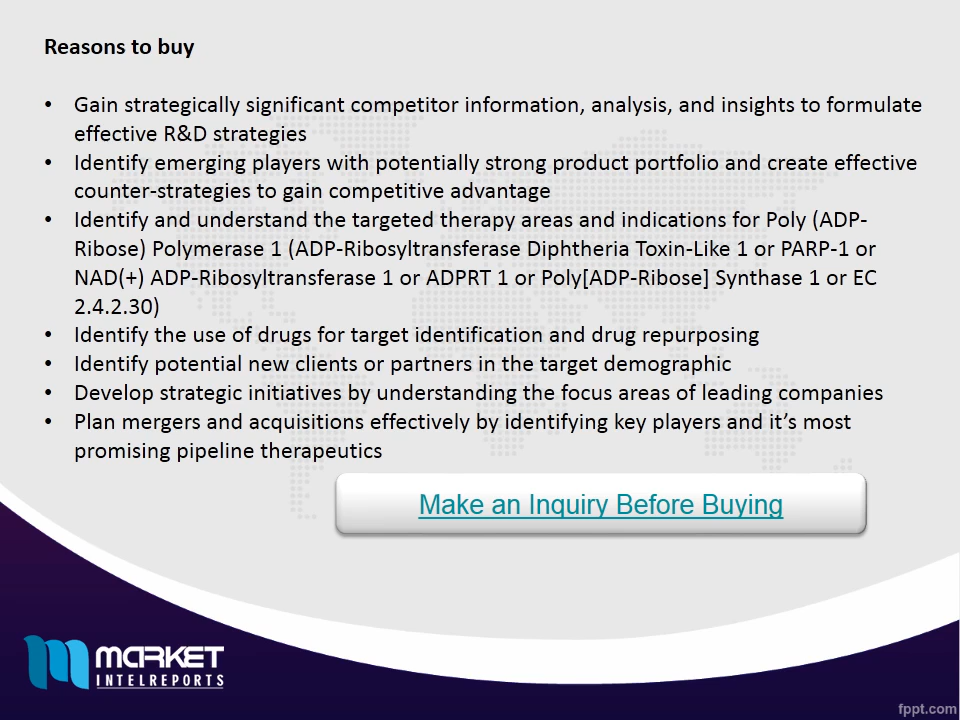 Reasons to buy
• Gain strategically significant competitor information, analysis, and insights to formulate
effective R&D strategies
• Identify emerging players with potentially strong product portfolio and create effective
counter-strategies to gain competitive advantage
• Identify and understand the targeted therapy areas and indications for Poly (ADP-
Ribose) Polymerase 1 (ADP-Ribosyltransferase Diphtheria Toxin-Like 1 or PARP-1 or
NAD(+) ADP-Ribosyltransferase 1 or ADPRT 1 or Poly[ADP-Ribose] Synthase 1 or EC
2.4.2.30)
• Identify the use of drugs for target identification and drug repurposing
• Identify potential new clients or partners in the target demographic
• Develop strategic initiatives by understanding the focus areas of leading companies
• Plan mergers and acquisitions effectively by identifying key players and it’s most
promising pipeline therapeutics
Make an Inquiry Before Buying
MARKET
INTELREPORTS
fppt.com